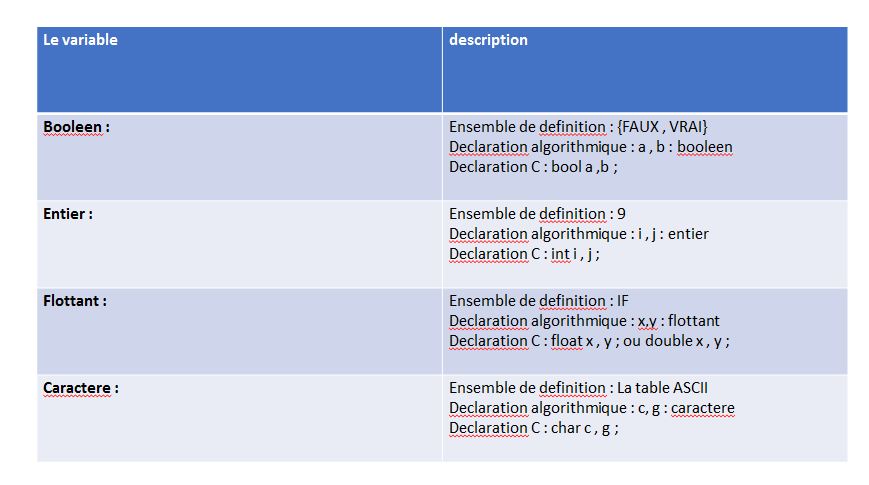 Le variable
description
Booleen :
Ensemble de definition : {FAUX , VRAI}
Declaration algorithmique : a , b : booleen
Declaration C : bool a ,b ;
Entier :
Ensemble de definition : 9
Declaration algorithmique : i , j : entier
Declaration C : int i , j ;
Flottant :
Ensemble de definition : IF
Declaration algorithmique : x,y : flottant
Declaration C : float x , y ; ou double x , y ;
Caractere :
Ensemble de definition : La table ASCII
Declaration algorithmique : c, g : caractere
Declaration C : char c , g ;